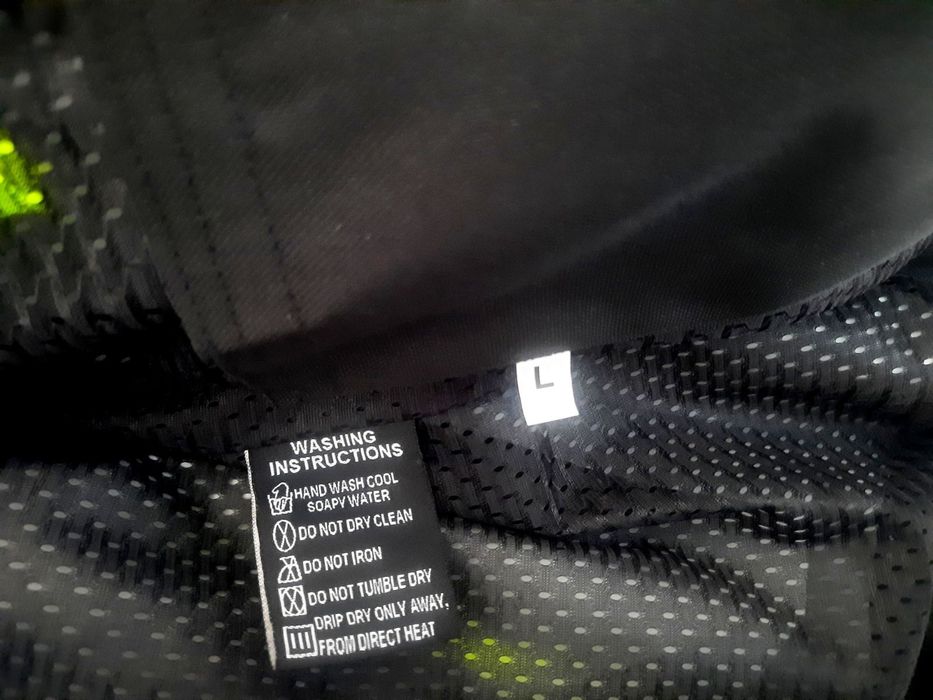 L
WASHING
INSTRUCTIONS
HAND WASH COOL
SOAPY WATER
DO NOT DRY CLEAN
DO NOT IRON
DO NOT TUMBLE DRY
DRIP DRY ONLY AWAY,
FROM DIRECT HEAT